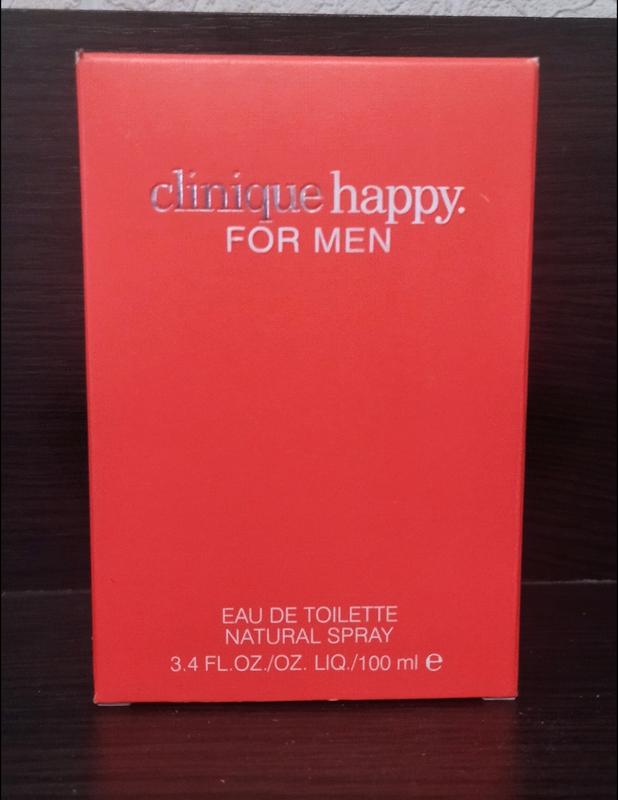 clinique happy.
FOR MEN
EAU DE TOILETTE
NATURAL SPRAY
3.4 FL.OZ./OZ. LIQ./100 ml ℮